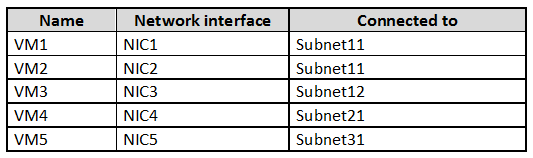 Name Network interface Connected to
VM1 NIC1 Subnet11
VM2 NIC2 Subnet11
VM3 NIC3 Subnet12
VM4 NIC4 Subnet21
VM5 NIC5 Subnet31